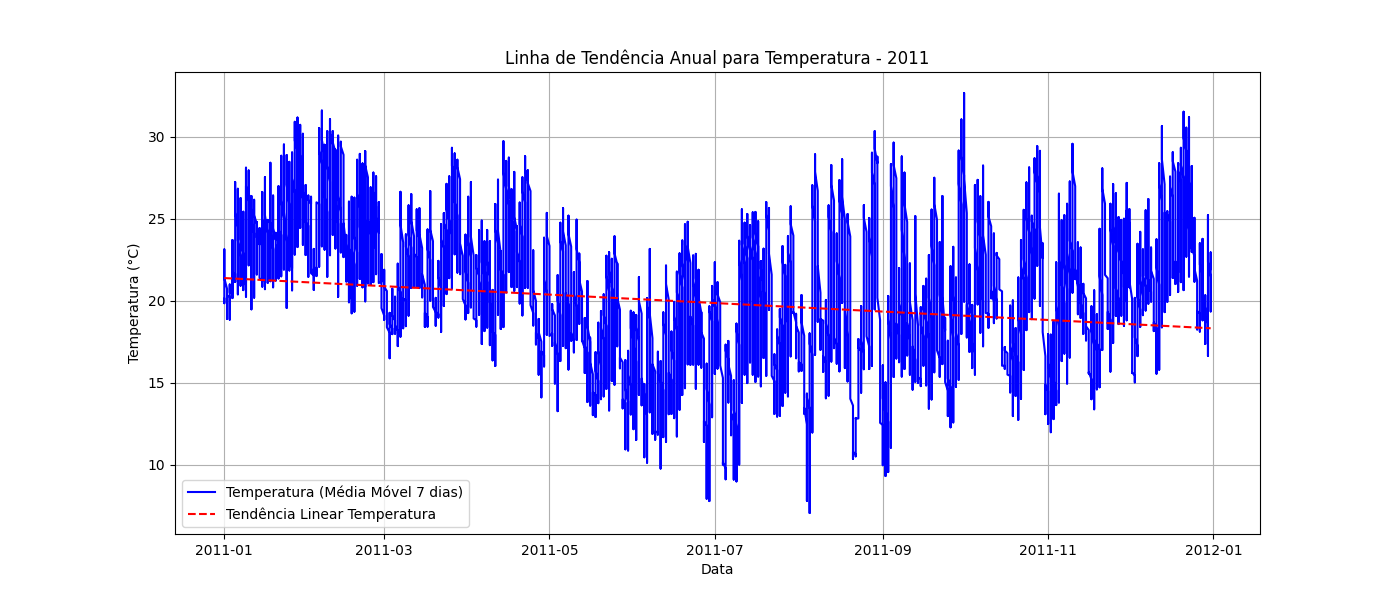 Linha de Tendência Anual para Temperatura - 2011
Temperatura (°C)
30
25
20
15
10
Temperatura (Média Móvel 7 dias)
Tendência Linear Temperatura
2011-01 2011-03 2011-05 2011-07 2011-09 2011-11 2012-01
Data